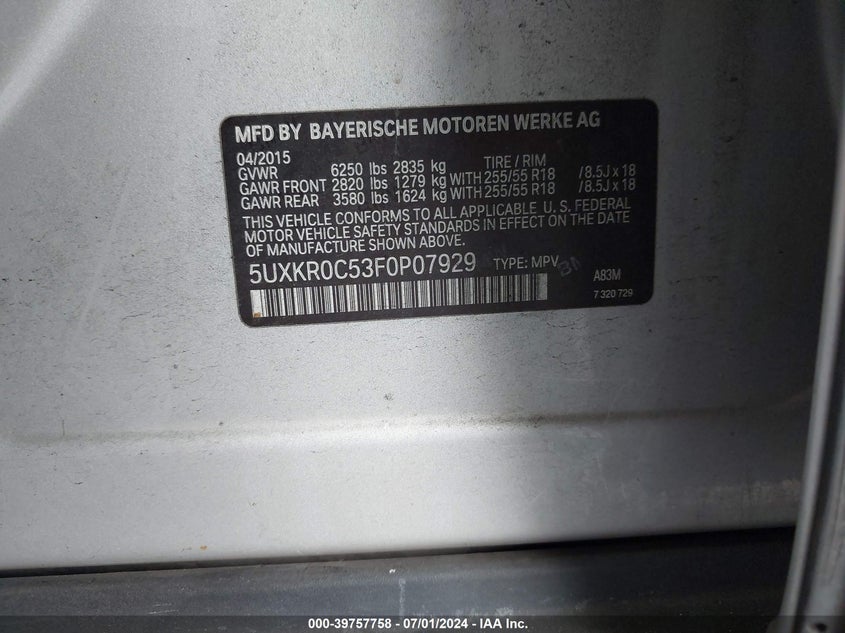 MFD BY BAYERISCHE MOTOREN WERKE AG
04/2015
GVWR 6250 lbs 2835 kg TIRE / RIM
GAWR FRONT 2820 lbs 1279 kg WITH 255/55 R18 / 8.5J x 18
GAWR REAR 3580 lbs 1624 kg WITH 255/55 R18 / 8.5J x 18
THIS VEHICLE CONFORMS TO ALL APPLICABLE U. S. FEDERAL
MOTOR VEHICLE SAFETY STANDARDS IN EFFECT ON THE DATE
OF MANUFACTURE SHOWN ABOVE.
5UXKR0C53F0P07929 TYPE: MPV A83M
7 320 729
000-39757758 - 07/01/2024 - © IAA Holdings, LLC.